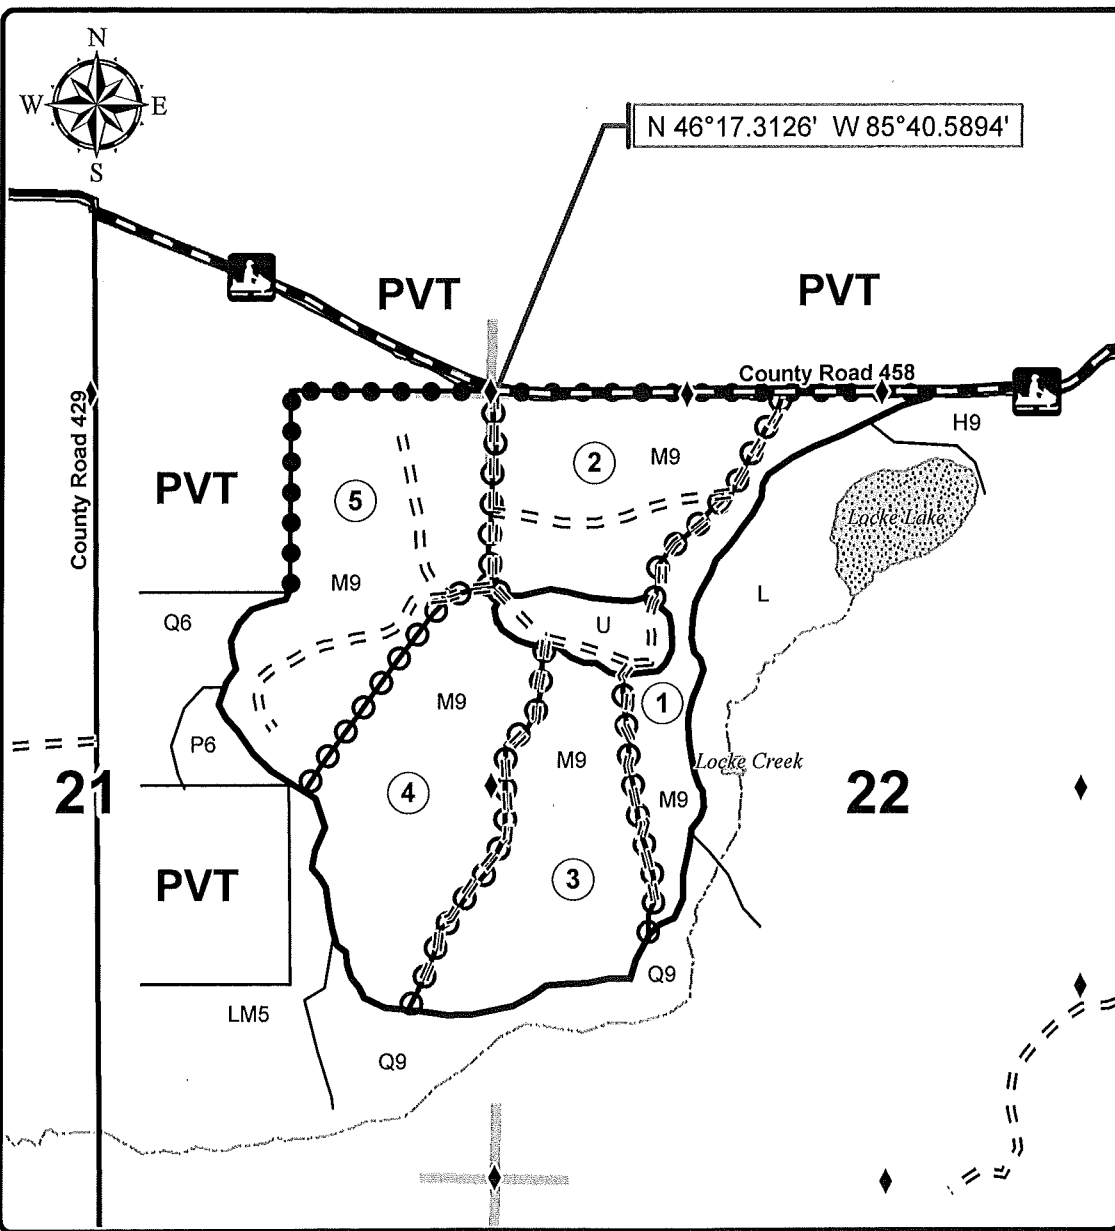 N
W E
S
N 46°17.3126' W 85°40.5894'
PVT
PVT
County Road 458
H9
County Road 429
PVT
2
M9
5
Locke Lake
M9
L
Q6
U
1
M9
P6
M9
Locke Creek
21
4
M9
22
PVT
3
Q9
LM5
Q9